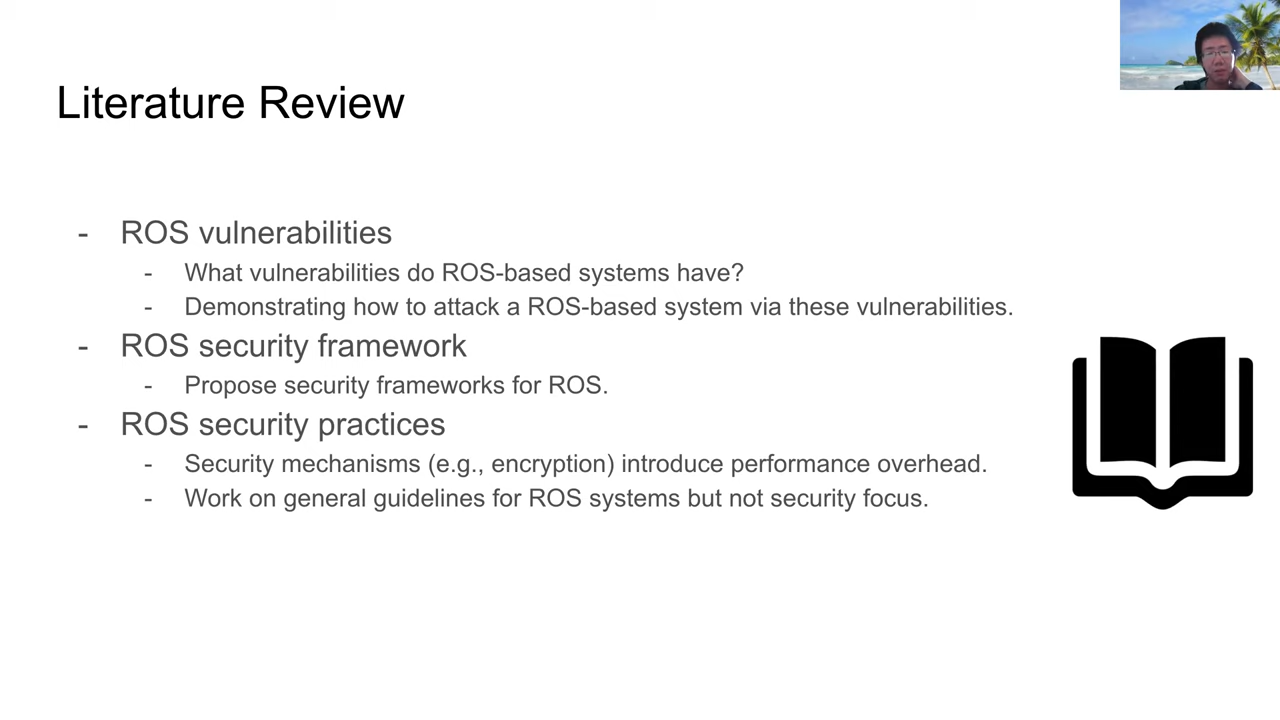 Literature Review
- ROS vulnerabilities
- What vulnerabilities do ROS-based systems have?
- Demonstrating how to attack a ROS-based system via these vulnerabilities.
- ROS security framework
- Propose security frameworks for ROS.
- ROS security practices
- Security mechanisms (e.g., encryption) introduce performance overhead.
- Work on general guidelines for ROS systems but not security focus.